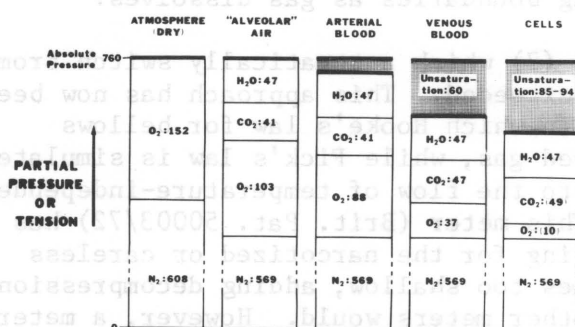 ATMOSPHERE (DRY)
"ALVEOLAR" AIR
ARTERIAL BLOOD
VENOUS BLOOD
CELLS
Absolute Pressure 760
PARTIAL PRESSURE OR TENSION
O₂:152
N₂:608
H₂O:47
CO₂:41
O₂:103
N₂:569
H₂O:47
CO₂:41
O₂:88
N₂:569
Unsatura-
tion:60
H₂O:47
CO₂:47
O₂:37
N₂:569
Unsatura-
tion:85-94
H₂O:47
CO₂:(49)
O₂:(10)
N₂:569
0